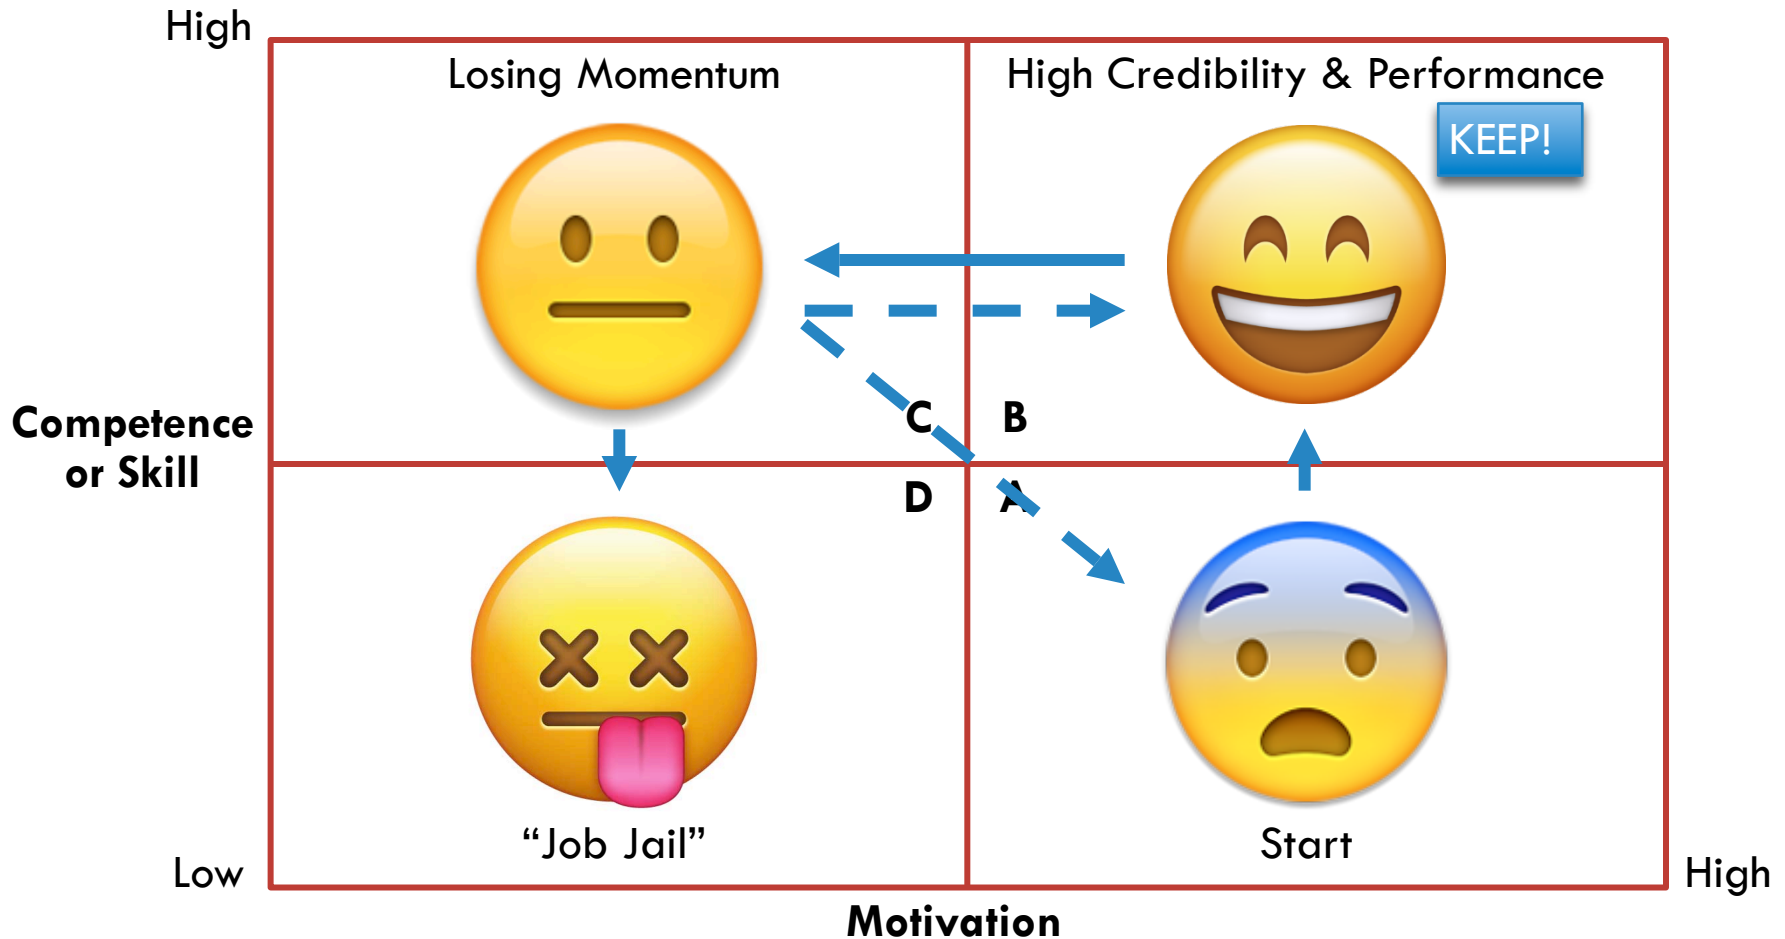 High
Losing Momentum
High Credibility & Performance
KEEP!
Competence
or Skill
C
B
D
A
“Job Jail”
Start
Low
High
Motivation